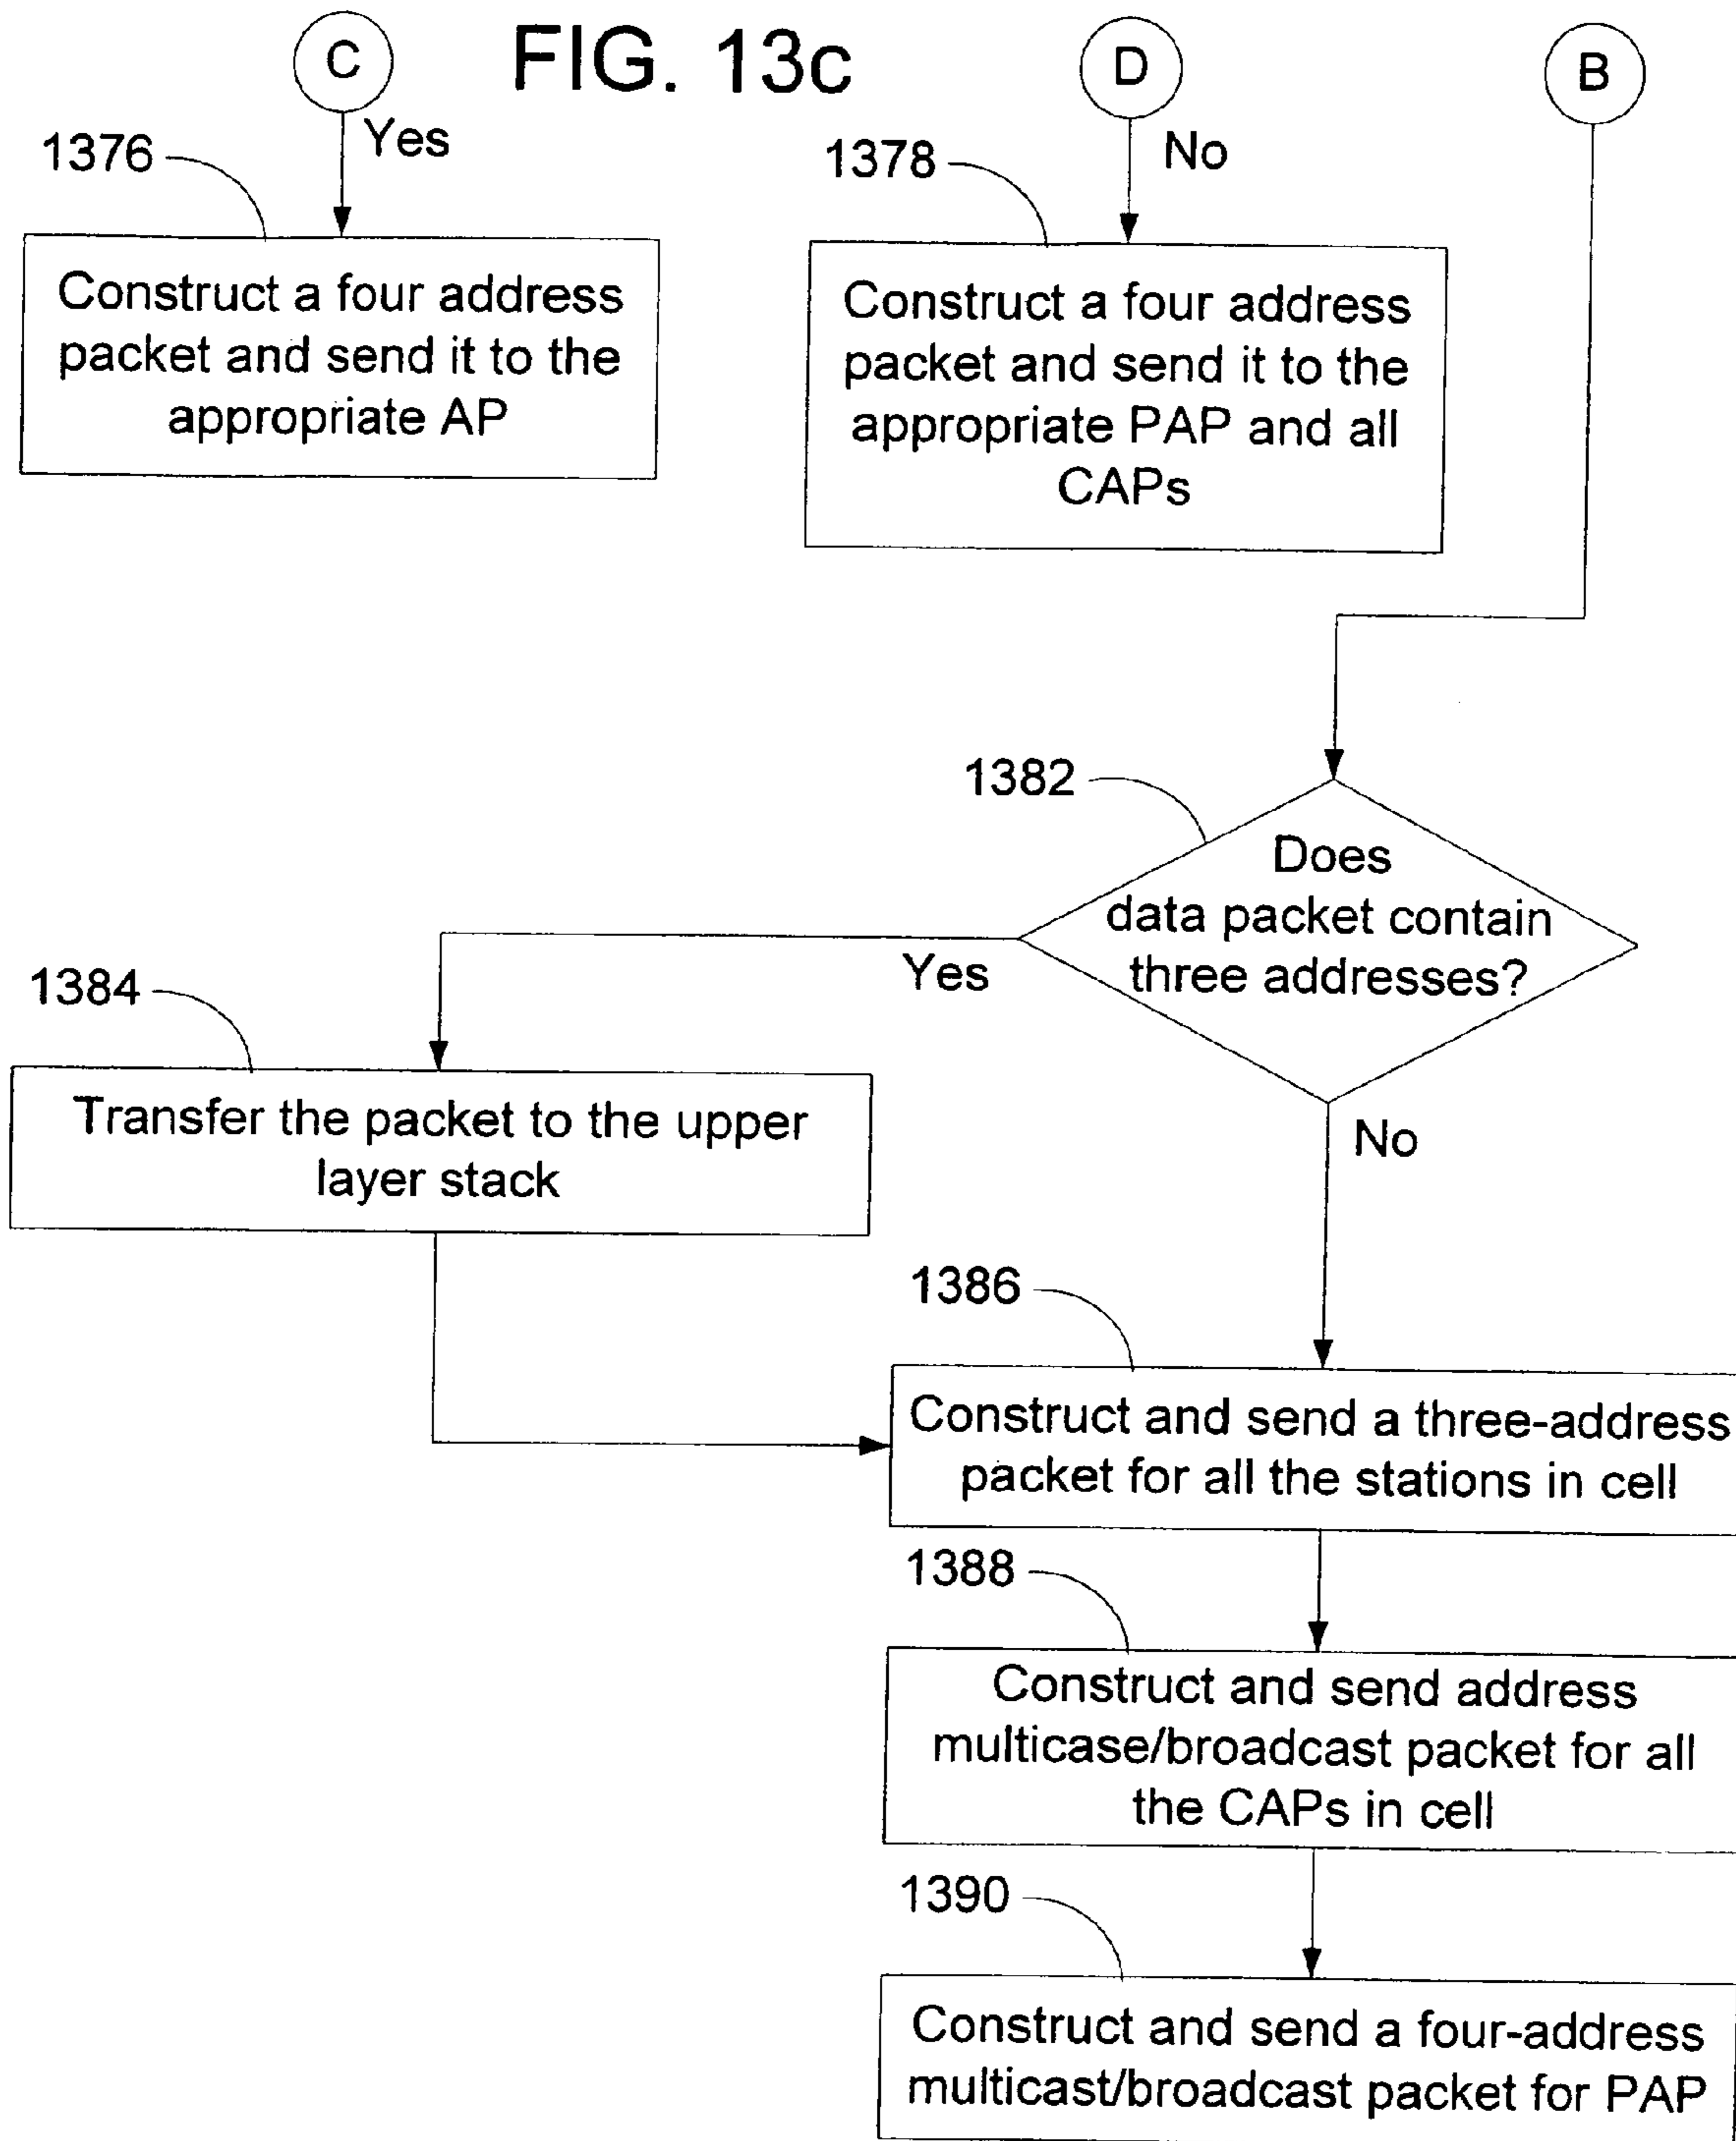 C
FIG. 13c
D
B
Yes
No
1376
1378
Construct a four address
packet and send it to the
appropriate AP
Construct a four address
packet and send it to the
appropriate PAP and all
CAPs
1382
Does
data packet contain
three addresses?
Yes
No
1384
Transfer the packet to the upper
layer stack
1386
Construct and send a three-address
packet for all the stations in cell
1388
Construct and send address
multicase/broadcast packet for all
the CAPs in cell
1390
Construct and send a four-address
multicast/broadcast packet for PAP